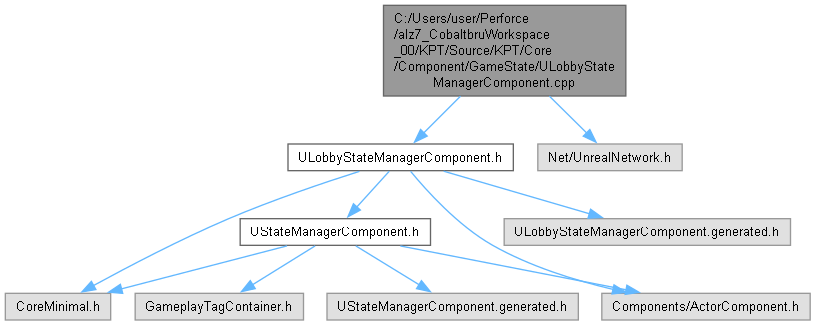 C:/Users/user/Perforce
/alz7_CobaltbruWorkspace
_00/KPT/Source/KPT/Core
/Component/GameState/ULobbyState
ManagerComponent.cpp
ULobbyStateManagerComponent.h
Net/UnrealNetwork.h
UStateManagerComponent.h
ULobbyStateManagerComponent.generated.h
CoreMinimal.h
GameplayTagContainer.h
UStateManagerComponent.generated.h
Components/ActorComponent.h